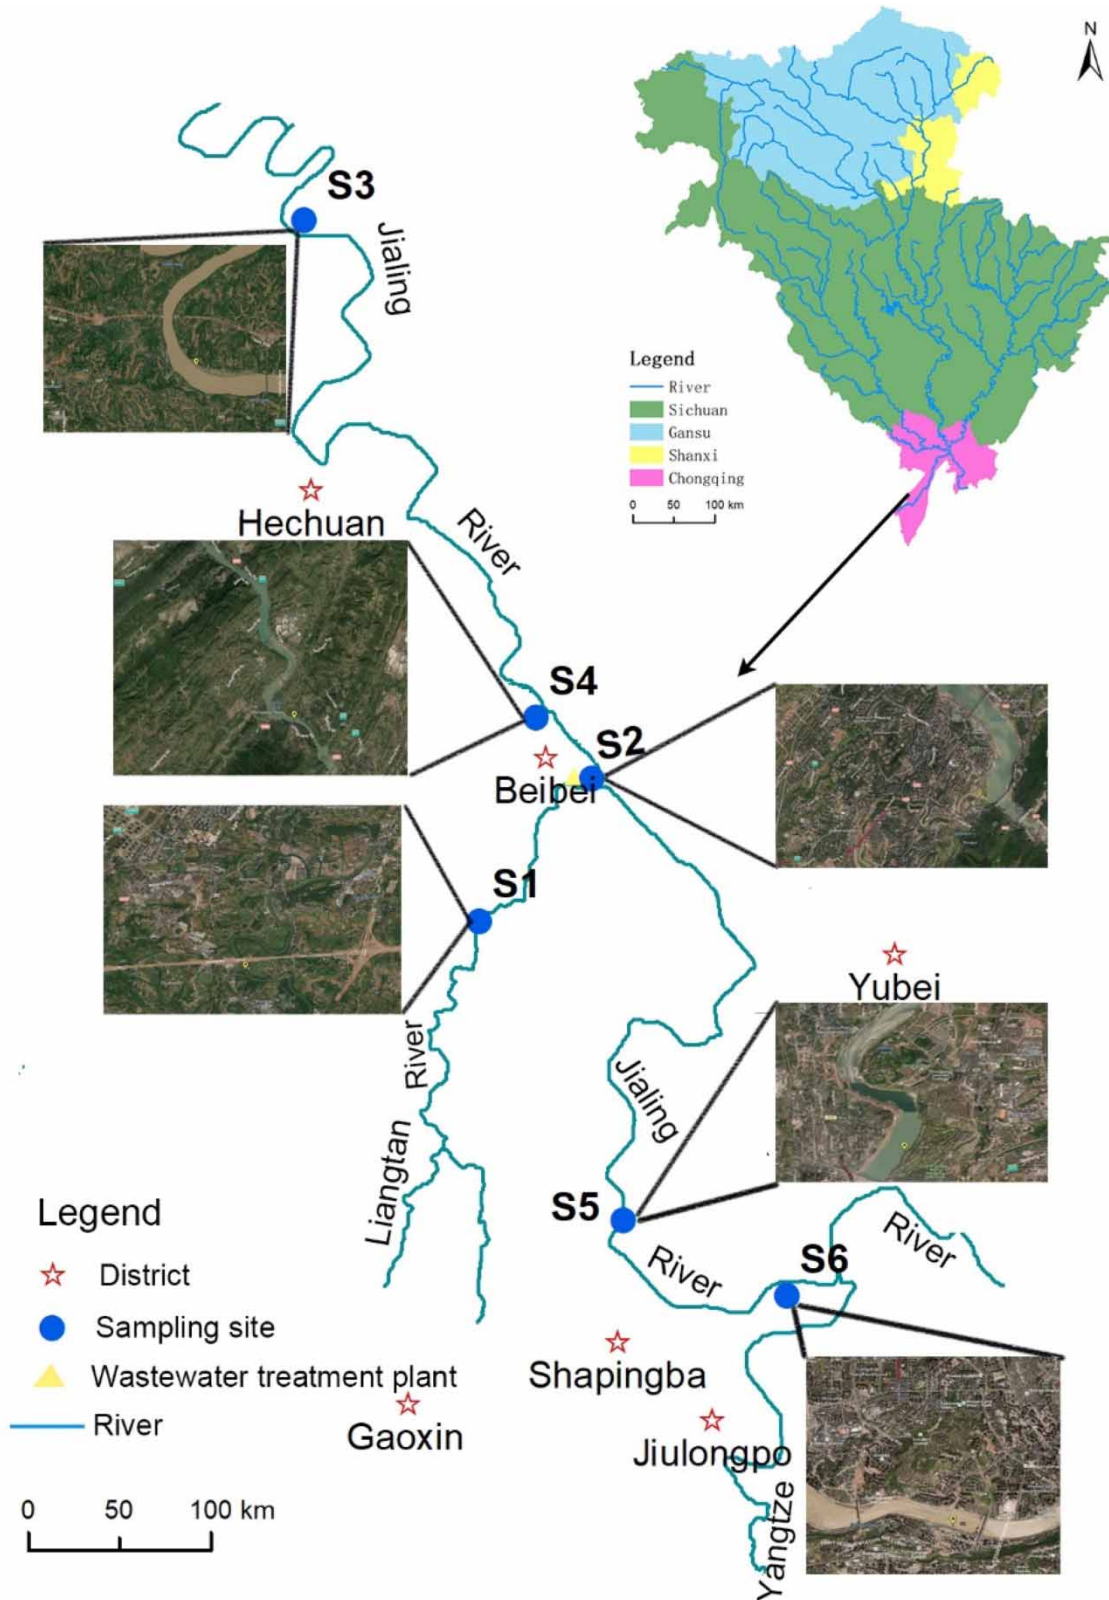 N
S3
Jialing
Legend
River
Sichuan
Gansu
Shanxi
Chongqing
0 50 100 km
Hechuan
River
S4
S2
Beibei
S1
Yubei
River
Liangtan
Jialing
S5
River
S6
River
Legend
District
Sampling site
Wastewater treatment plant
River
Shapingba
Gaoxin
Jiulongpo
Yangtze
0 50 100 km